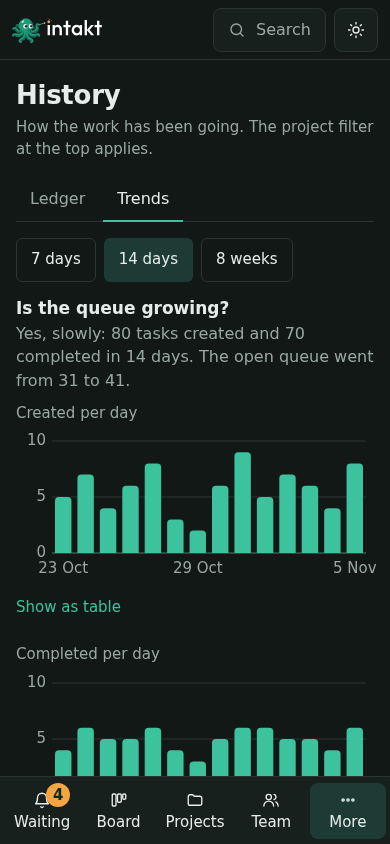 intakt
Search
History
How the work has been going. The project filter
at the top applies.
Ledger
Trends
7 days
14 days
8 weeks
Is the queue growing?
Yes, slowly: 80 tasks created and 70
completed in 14 days. The open queue went
from 31 to 41.
Created per day
10
5
0
23 Oct
29 Oct
5 Nov
Show as table
Completed per day
10
5
4
Waiting
Board
Projects
Team
More